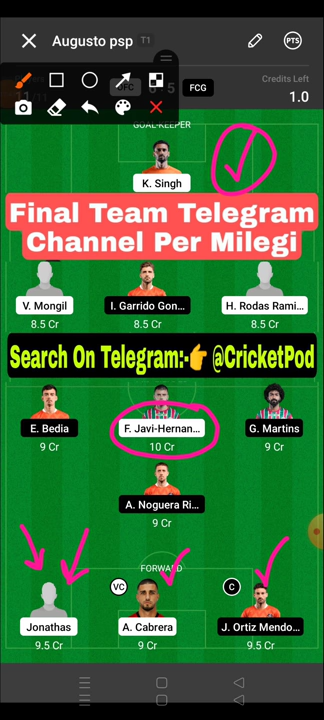 Augusto psp T1
PTS
Credits Left
5 FCG
1.0
GOAL-KEEPER
K. Singh
Final Team Telegram
Channel Per Milegi
V. Mongil
I. Garrido Gon...
H. Rodas Rami...
8.5 Cr
8.5 Cr
8.5 Cr
Search On Telegram:-👉 @CricketPod
E. Bedia
F. Javi-Hernan...
G. Martins
9 Cr
10 Cr
9 Cr
A. Noguera Ri...
9 Cr
FORWARD
VC
C
Jonathas
A. Cabrera
J. Ortiz Mendo...
9.5 Cr
9 Cr
9.5 Cr